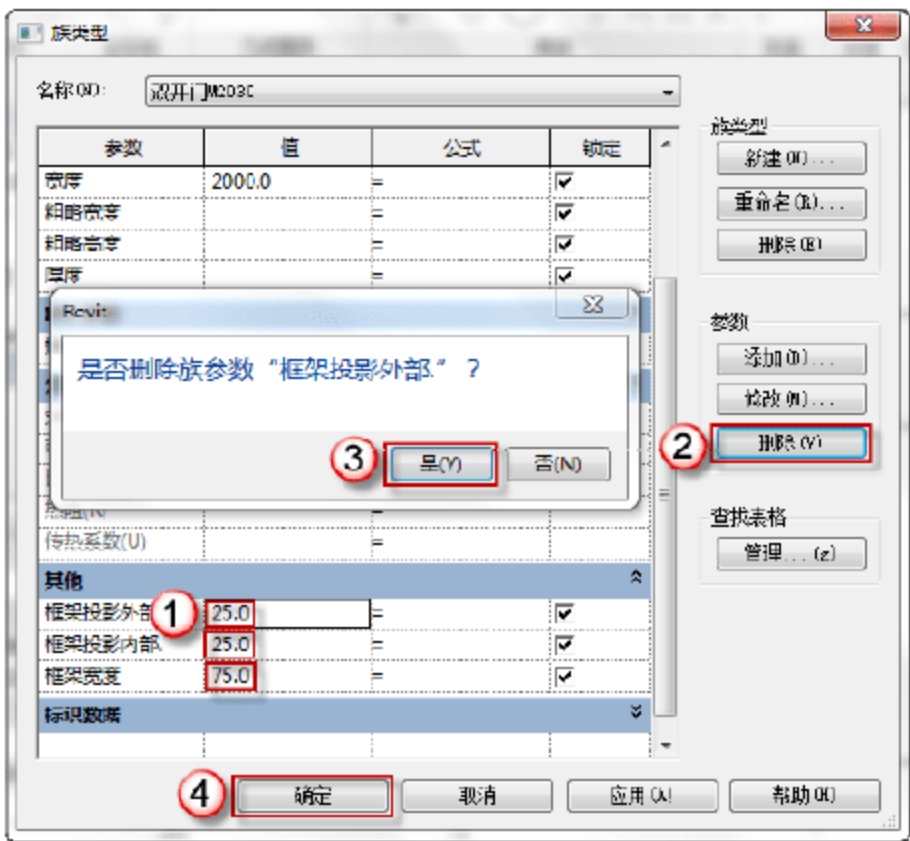 族类型
名称(N): 双开门M2030
参数 值 公式 锁定
宽度 2000.0 =
粗略宽度 =
粗略高度 =
厚度 =
Revit
是否删除族参数“框架投影外部.”？
③ 是(Y) 否(N)
传热系数(U) =
其他
框架投影外部 ① 25.0 =
框架投影内部. 25.0 =
框架宽度 75.0 =
标识数据
族类型
新建(N)...
重命名(R)...
删除(E)
参数
添加(D)...
修改(M)...
② 删除(V)
查找表格
管理...(z)
④ 确定 取消 应用(A) 帮助(H)